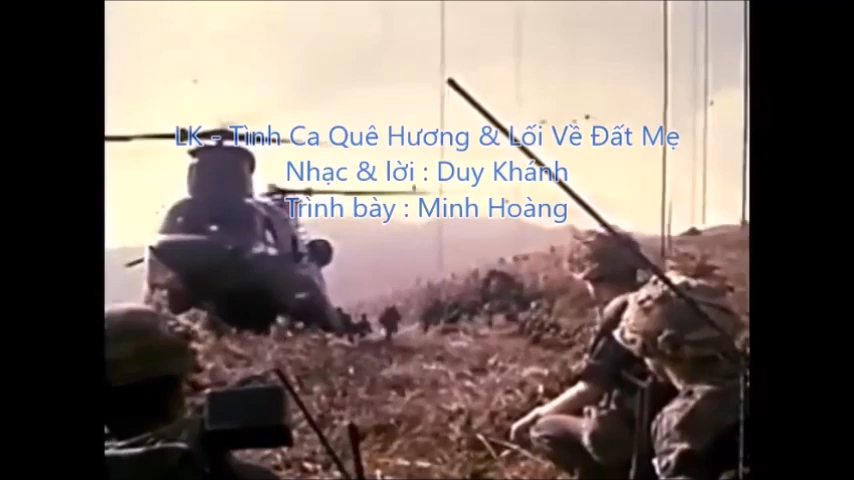 LK - Tình Ca Quê Hương & Lối Về Đất Mẹ
Nhạc & lời : Duy Khánh
Trình bày : Minh Hoàng